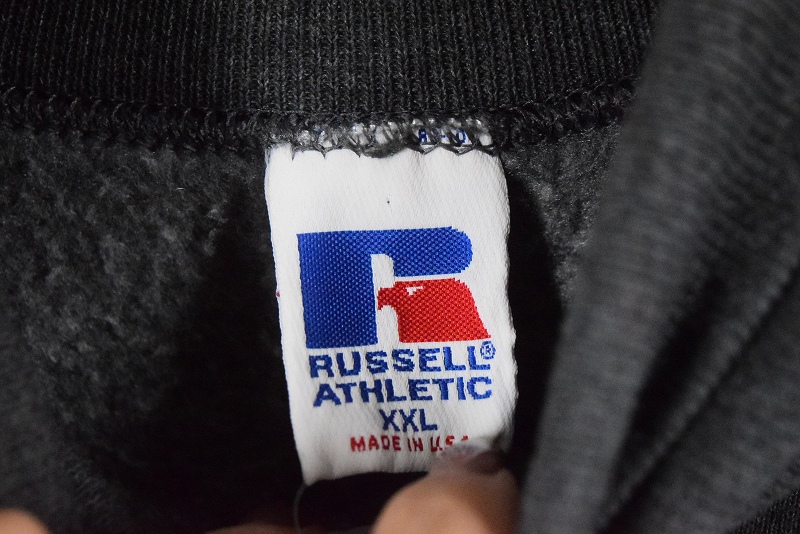 RUSSELL®
ATHLETIC
XXL
MADE IN U.S.A.